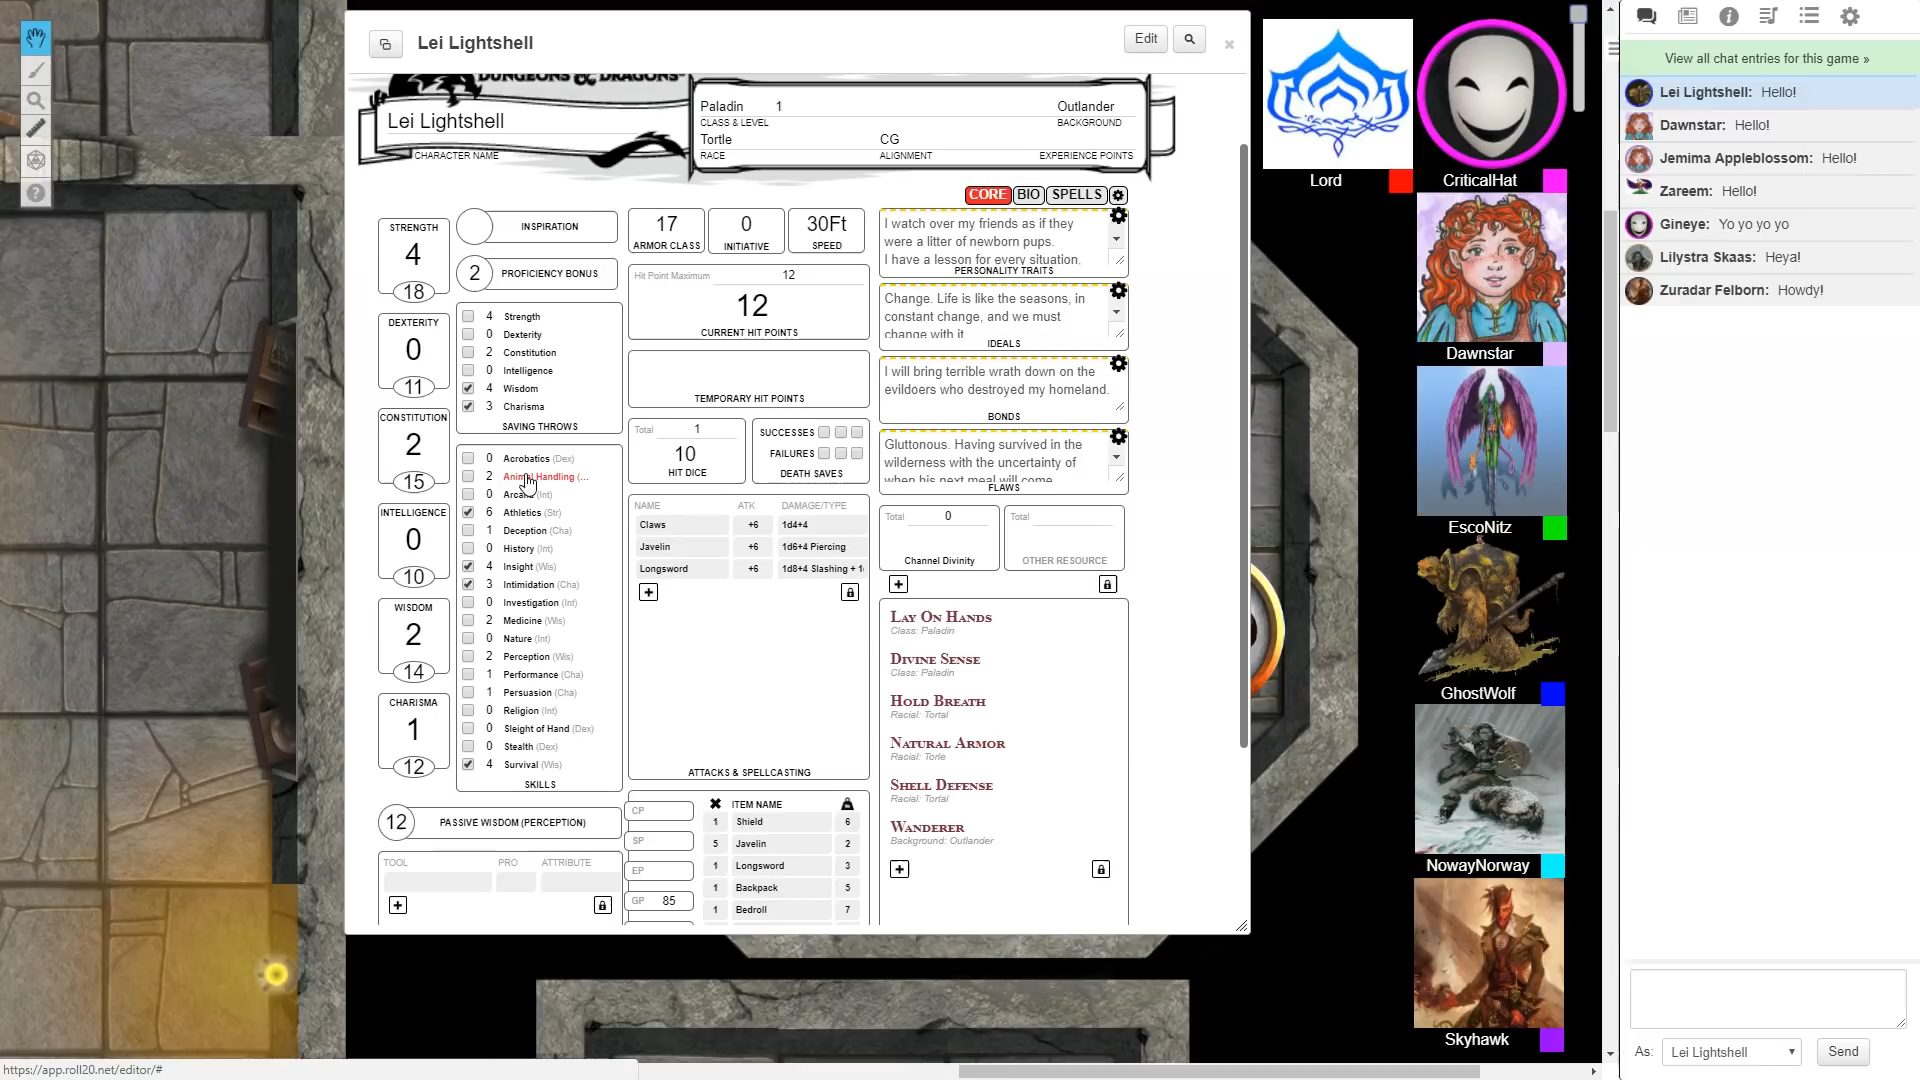 Lei Lightshell
Edit
DUNGEONS & DRAGONS
Lei Lightshell
CHARACTER NAME
Paladin 1
CLASS & LEVEL
Outlander
BACKGROUND
Tortle
RACE
CG
ALIGNMENT
EXPERIENCE POINTS
CORE BIO SPELLS
STRENGTH
4
18
DEXTERITY
0
11
CONSTITUTION
2
15
INTELLIGENCE
0
10
WISDOM
2
14
CHARISMA
1
12
INSPIRATION
2 PROFICIENCY BONUS
4 Strength
0 Dexterity
2 Constitution
0 Intelligence
4 Wisdom
3 Charisma
SAVING THROWS
0 Acrobatics (Dex)
2 Animal Handling (...
0 Arcana (Int)
6 Athletics (Str)
1 Deception (Cha)
0 History (Int)
4 Insight (Wis)
3 Intimidation (Cha)
0 Investigation (Int)
2 Medicine (Wis)
0 Nature (Int)
2 Perception (Wis)
1 Performance (Cha)
1 Persuasion (Cha)
0 Religion (Int)
0 Sleight of Hand (Dex)
0 Stealth (Dex)
4 Survival (Wis)
SKILLS
12 PASSIVE WISDOM (PERCEPTION)
TOOL PRO ATTRIBUTE
17
ARMOR CLASS
0
INITIATIVE
30Ft
SPEED
Hit Point Maximum 12
12
CURRENT HIT POINTS
TEMPORARY HIT POINTS
Total 1
10
HIT DICE
SUCCESSES
FAILURES
DEATH SAVES
NAME ATK DAMAGE/TYPE
Claws +6 1d4+4
Javelin +6 1d6+4 Piercing
Longsword +6 1d8+4 Slashing + 1
ATTACKS & SPELLCASTING
CP
SP
EP
GP 85
ITEM NAME
1 Shield 6
5 Javelin 2
1 Longsword 3
1 Backpack 5
1 Bedroll 7
I watch over my friends as if they
were a litter of newborn pups.
I have a lesson for every situation.
PERSONALITY TRAITS
Change. Life is like the seasons, in
constant change, and we must
change with it
IDEALS
I will bring terrible wrath down on the
evildoers who destroyed my homeland.
BONDS
Gluttonous. Having survived in the
wilderness with the uncertainty of
when his next meal will come
FLAWS
Total 0
Channel Divinity
Total
OTHER RESOURCE
LAY ON HANDS
Class: Paladin
DIVINE SENSE
Class: Paladin
HOLD BREATH
Racial: Tortal
NATURAL ARMOR
Racial: Torle
SHELL DEFENSE
Racial: Tortal
WANDERER
Background: Outlander
Lord
CriticalHat
Dawnstar
EscoNitz
GhostWolf
NowayNorway
Skyhawk
View all chat entries for this game »
Lei Lightshell: Hello!
Dawnstar: Hello!
Jemima Appleblossom: Hello!
Zareem: Hello!
Gineye: Yo yo yo yo
Lilystra Skaas: Heya!
Zuradar Felborn: Howdy!
As: Lei Lightshell Send
https://app.roll20.net/editor/#